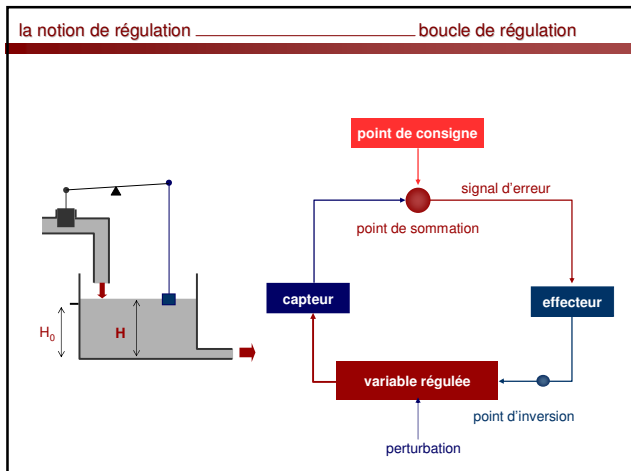 la notion de régulation ____________________ boucle de régulation
point de consigne
signal d'erreur
point de sommation
capteur
effecteur
H₀
H
variable régulée
point d'inversion
perturbation